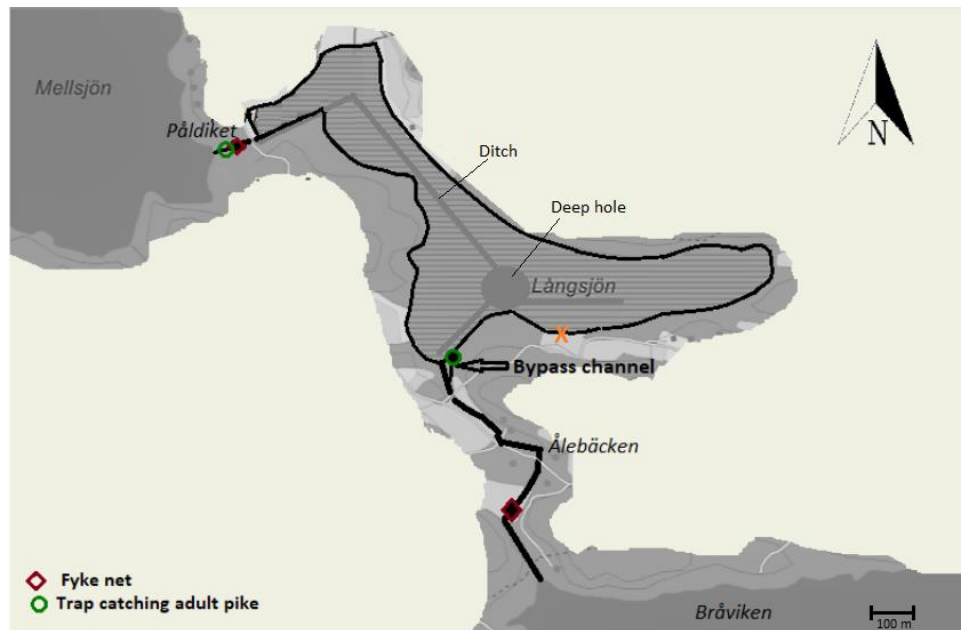 Mellsjön
Påldiket
N
Ditch
Deep hole
Långsjön
X
Bypass channel
Ålebäcken
Fyke net
Trap catching adult pike
Bråviken
100 m